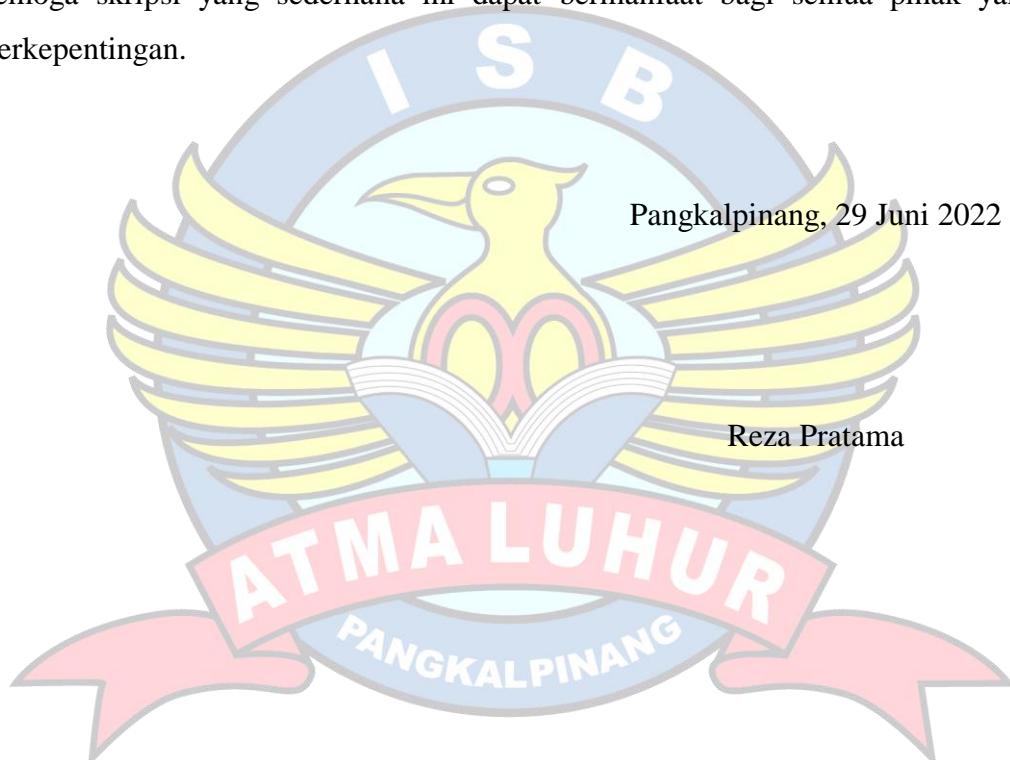 emoga skripsi yang sederhana ini dapat bermanfaat bagi semua pihak ya
erkepentingan.
I S B
Pangkalpinang, 29 Juni 2022
Reza Pratama
ATMA LUHUR
PANGKALPINANG